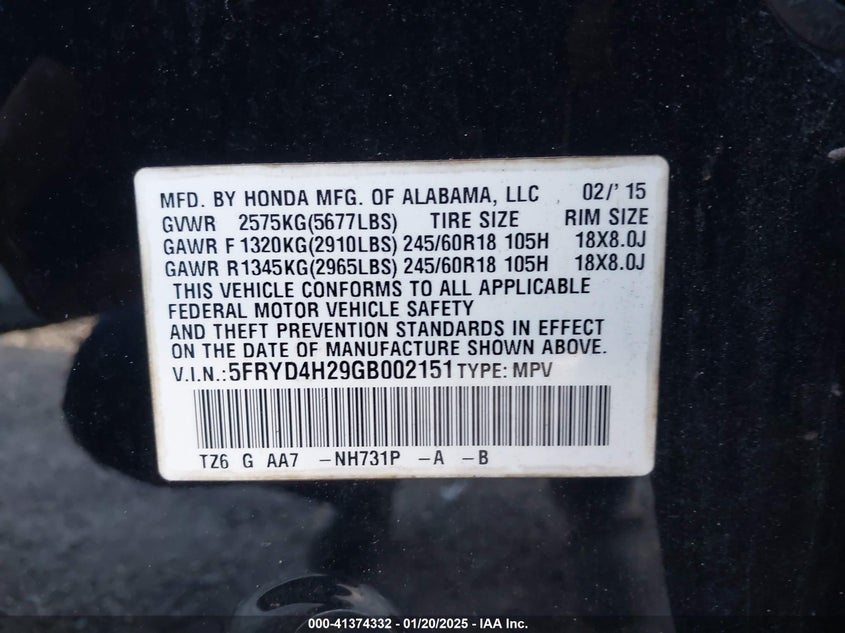 MFD. BY HONDA MFG. OF ALABAMA, LLC 02/' 15
GVWR 2575KG(5677LBS) TIRE SIZE RIM SIZE
GAWR F 1320KG(2910LBS) 245/60R18 105H 18X8.0J
GAWR R1345KG(2965LBS) 245/60R18 105H 18X8.0J
THIS VEHICLE CONFORMS TO ALL APPLICABLE
FEDERAL MOTOR VEHICLE SAFETY
AND THEFT PREVENTION STANDARDS IN EFFECT
ON THE DATE OF MANUFACTURE SHOWN ABOVE.
V.I.N.: 5FRYD4H29GB002151 TYPE: MPV
TZ6 G AA7 -NH731P -A -B
000-41374332 - 01/20/2025 - IAA Inc.